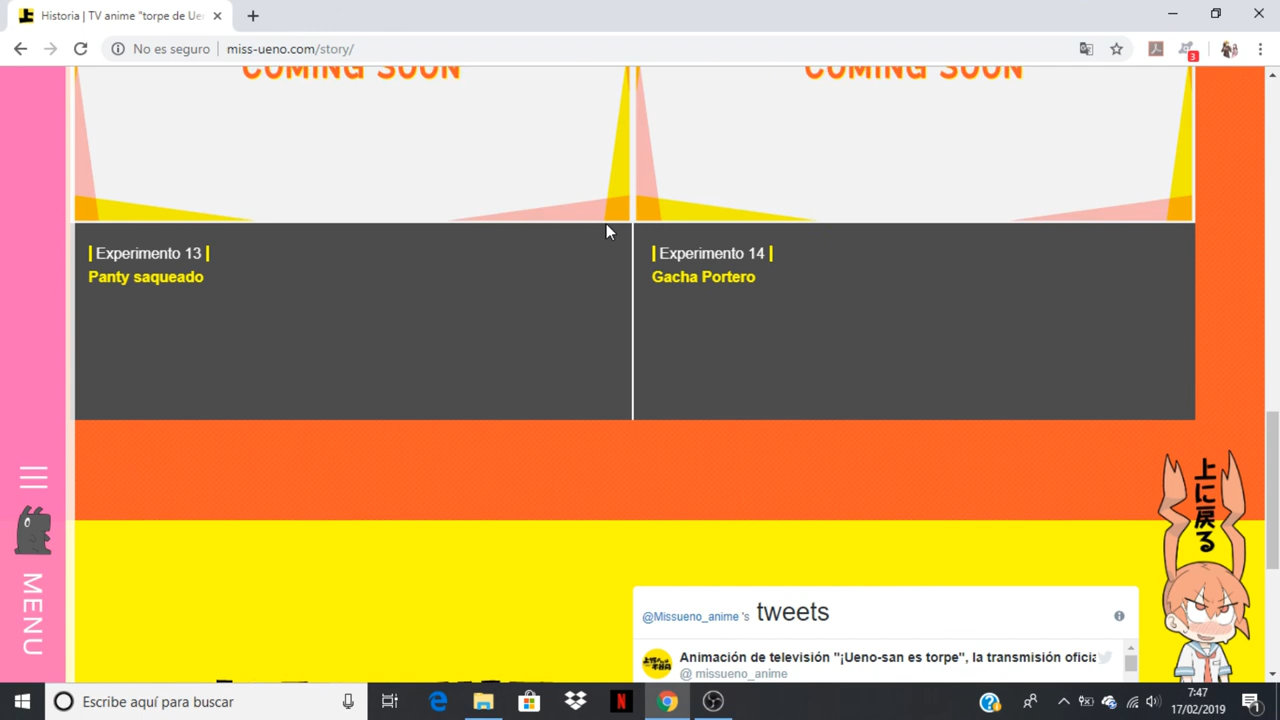 Historia | TV anime "torpe de Ue
No es seguro
miss-ueno.com/story/
3
COMING SOON
COMING SOON
| Experimento 13 |
Panty saqueado
| Experimento 14 |
Gacha Portero
上に戻る
MENU
@Missueno_anime 's tweets
Animación de televisión "¡Ueno-san es torpe", la transmisión oficia
@ missueno_anime
Escribe aquí para buscar
7:47
17/02/2019
1